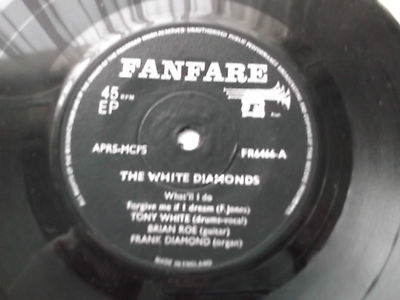 FANFARE
45 RPM
EP
APRS-MCPS
FR6466-A
THE WHITE DIAMONDS
What'll I do
Forgive me if I dream (F.Jones)
TONY WHITE (drums-vocal)
BRIAN ROE (guitar)
FRANK DIAMOND (organ)
MADE IN ENGLAND